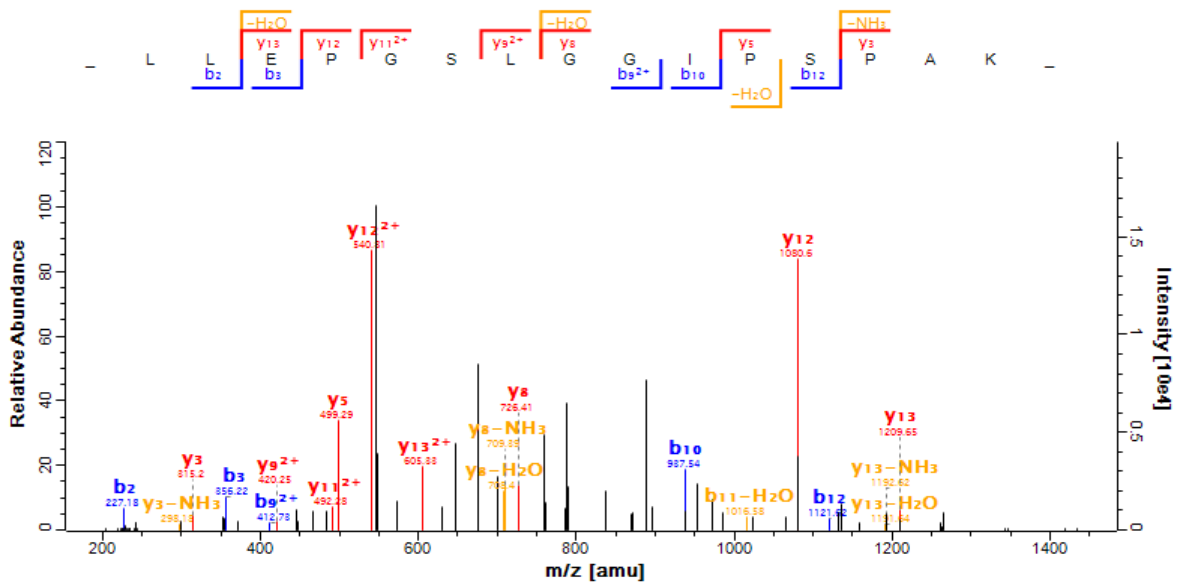 –H₂O –H₂O –NH₃
y₁₃ y₁₂ y₁₁²⁺ y₉²⁺ y₈ y₅ y₃
– L L E P G S L G G I P S P A K –
b₂ b₃ b₉²⁺ b₁₀ b₁₂
–H₂O
120
100
80
60
40
20
0
Relative Abundance
1.5
1
0.5
0
Intensity [10e4]
y₁₂²⁺
540.31
y₁₂
1080.6
y₅
499.29
y₈
726.41
y₈–NH₃
y₁₃
1209.65
y₁₃²⁺
605.33
y₃
315.2
y₉²⁺
420.25
y₈–H₂O
b₁₀
937.54
y₁₃–NH₃
1192.62
b₂
227.18
y₃–NH₃
298.18
b₃
356.22
b₉²⁺
412.73
y₁₁²⁺
492.28
b₁₁–H₂O
1016.58
b₁₂
1121.62
y₁₃–H₂O
200 400 600 800 1000 1200 1400
m/z [amu]